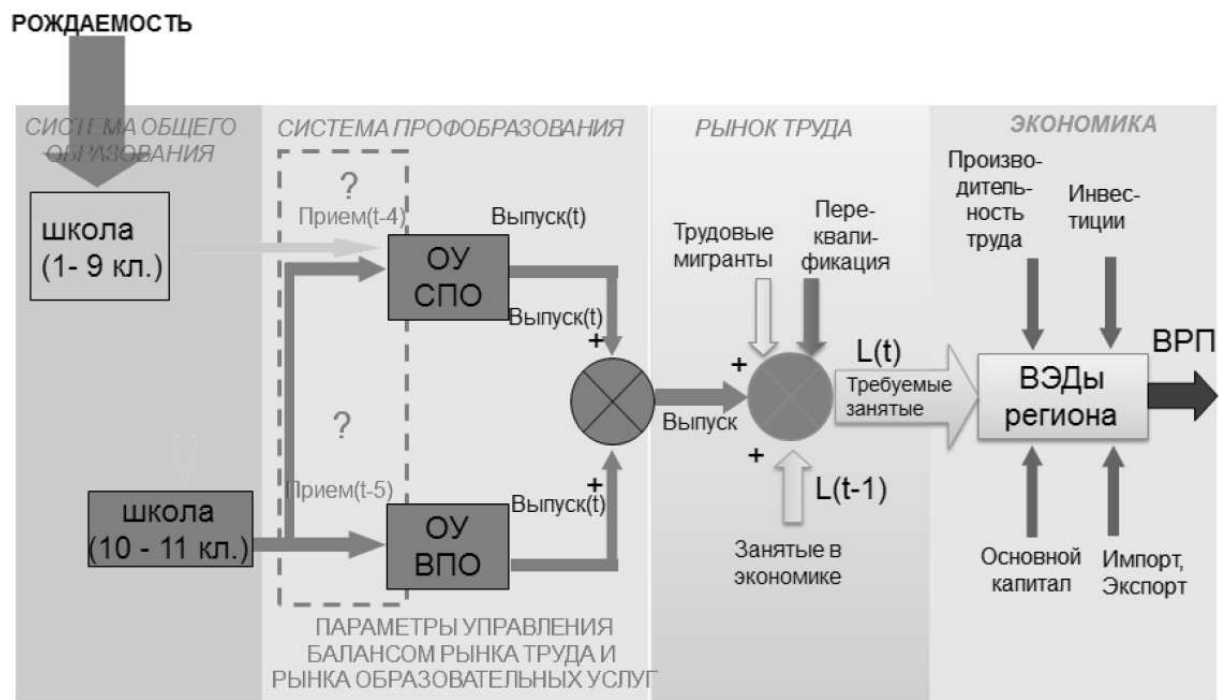 РОЖДАЕМОСТЬ
СИСТЕМА ОБЩЕГО
ОБРАЗОВАНИЯ
школа
(1- 9 кл.)
школа
(10 - 11 кл.)
СИСТЕМА ПРОФОБРАЗОВАНИЯ
?
Прием(t-4)
Выпуск(t)
ОУ
СПО
Выпуск(t)
+
?
Прием(t-5)
+
Выпуск(t)
ОУ
ВПО
ПАРАМЕТРЫ УПРАВЛЕНИЯ
БАЛАНСОМ РЫНКА ТРУДА И
РЫНКА ОБРАЗОВАТЕЛЬНЫХ УСЛУГ
РЫНОК ТРУДА
Трудовые
мигранты
Пере-
квали-
фикация
+
Выпуск
+
L(t)
Требуемые
занятые
L(t-1)
Занятые в
экономике
ЭКОНОМИКА
Произво-
дитель-
ность
труда
Инвес-
тиции
ВЭДы
региона
ВРП
Основной
капитал
Импорт,
Экспорт